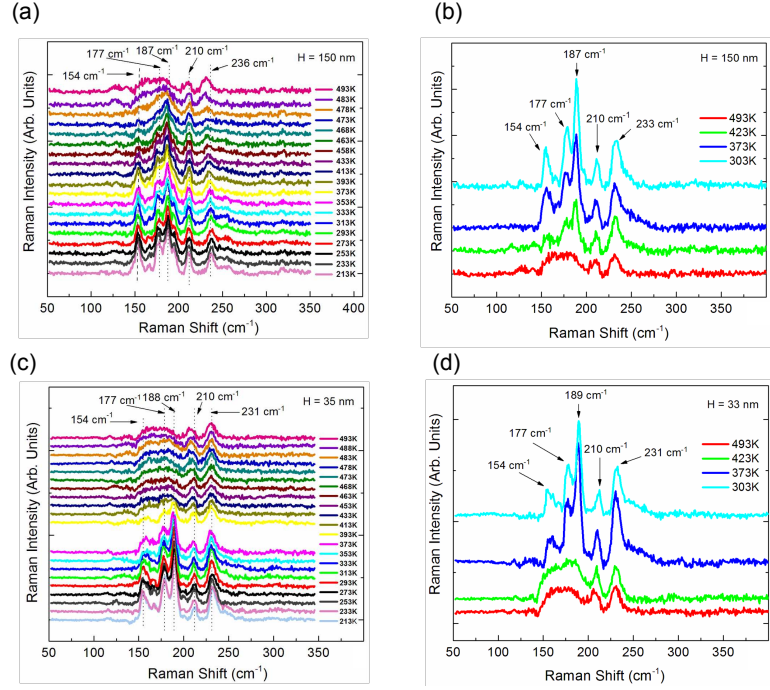 (a)
177 cm⁻¹
187 cm⁻¹
210 cm⁻¹
236 cm⁻¹
154 cm⁻¹
H = 150 nm
493K
483K
478K
473K
468K
463K
458K
433K
413K
393K
373K
353K
333K
313K
293K
273K
253K
233K
213K
Raman Intensity (Arb. Units)
50 100 150 200 250 300 350 400
Raman Shift (cm⁻¹)
(b)
187 cm⁻¹
H = 150 nm
177 cm⁻¹
154 cm⁻¹
210 cm⁻¹
233 cm⁻¹
493K
423K
373K
303K
Raman Intensity (Arb. Units)
50 100 150 200 250 300 350
Raman Shift (cm⁻¹)
(c)
177 cm⁻¹
188 cm⁻¹
210 cm⁻¹
231 cm⁻¹
154 cm⁻¹
H = 35 nm
493K
488K
478K
473K
468K
463K
453K
433K
413K
393K
373K
353K
333K
313K
293K
273K
253K
233K
213K
Raman Intensity (Arb. Units)
50 100 150 200 250 300 350 400
Raman Shift (cm⁻¹)
(d)
189 cm⁻¹
H = 33 nm
177 cm⁻¹
154 cm⁻¹
210 cm⁻¹
231 cm⁻¹
493K
423K
373K
303K
Raman Intensity (Arb. Units)
50 100 150 200 250 300 350
Raman Shift (cm⁻¹)